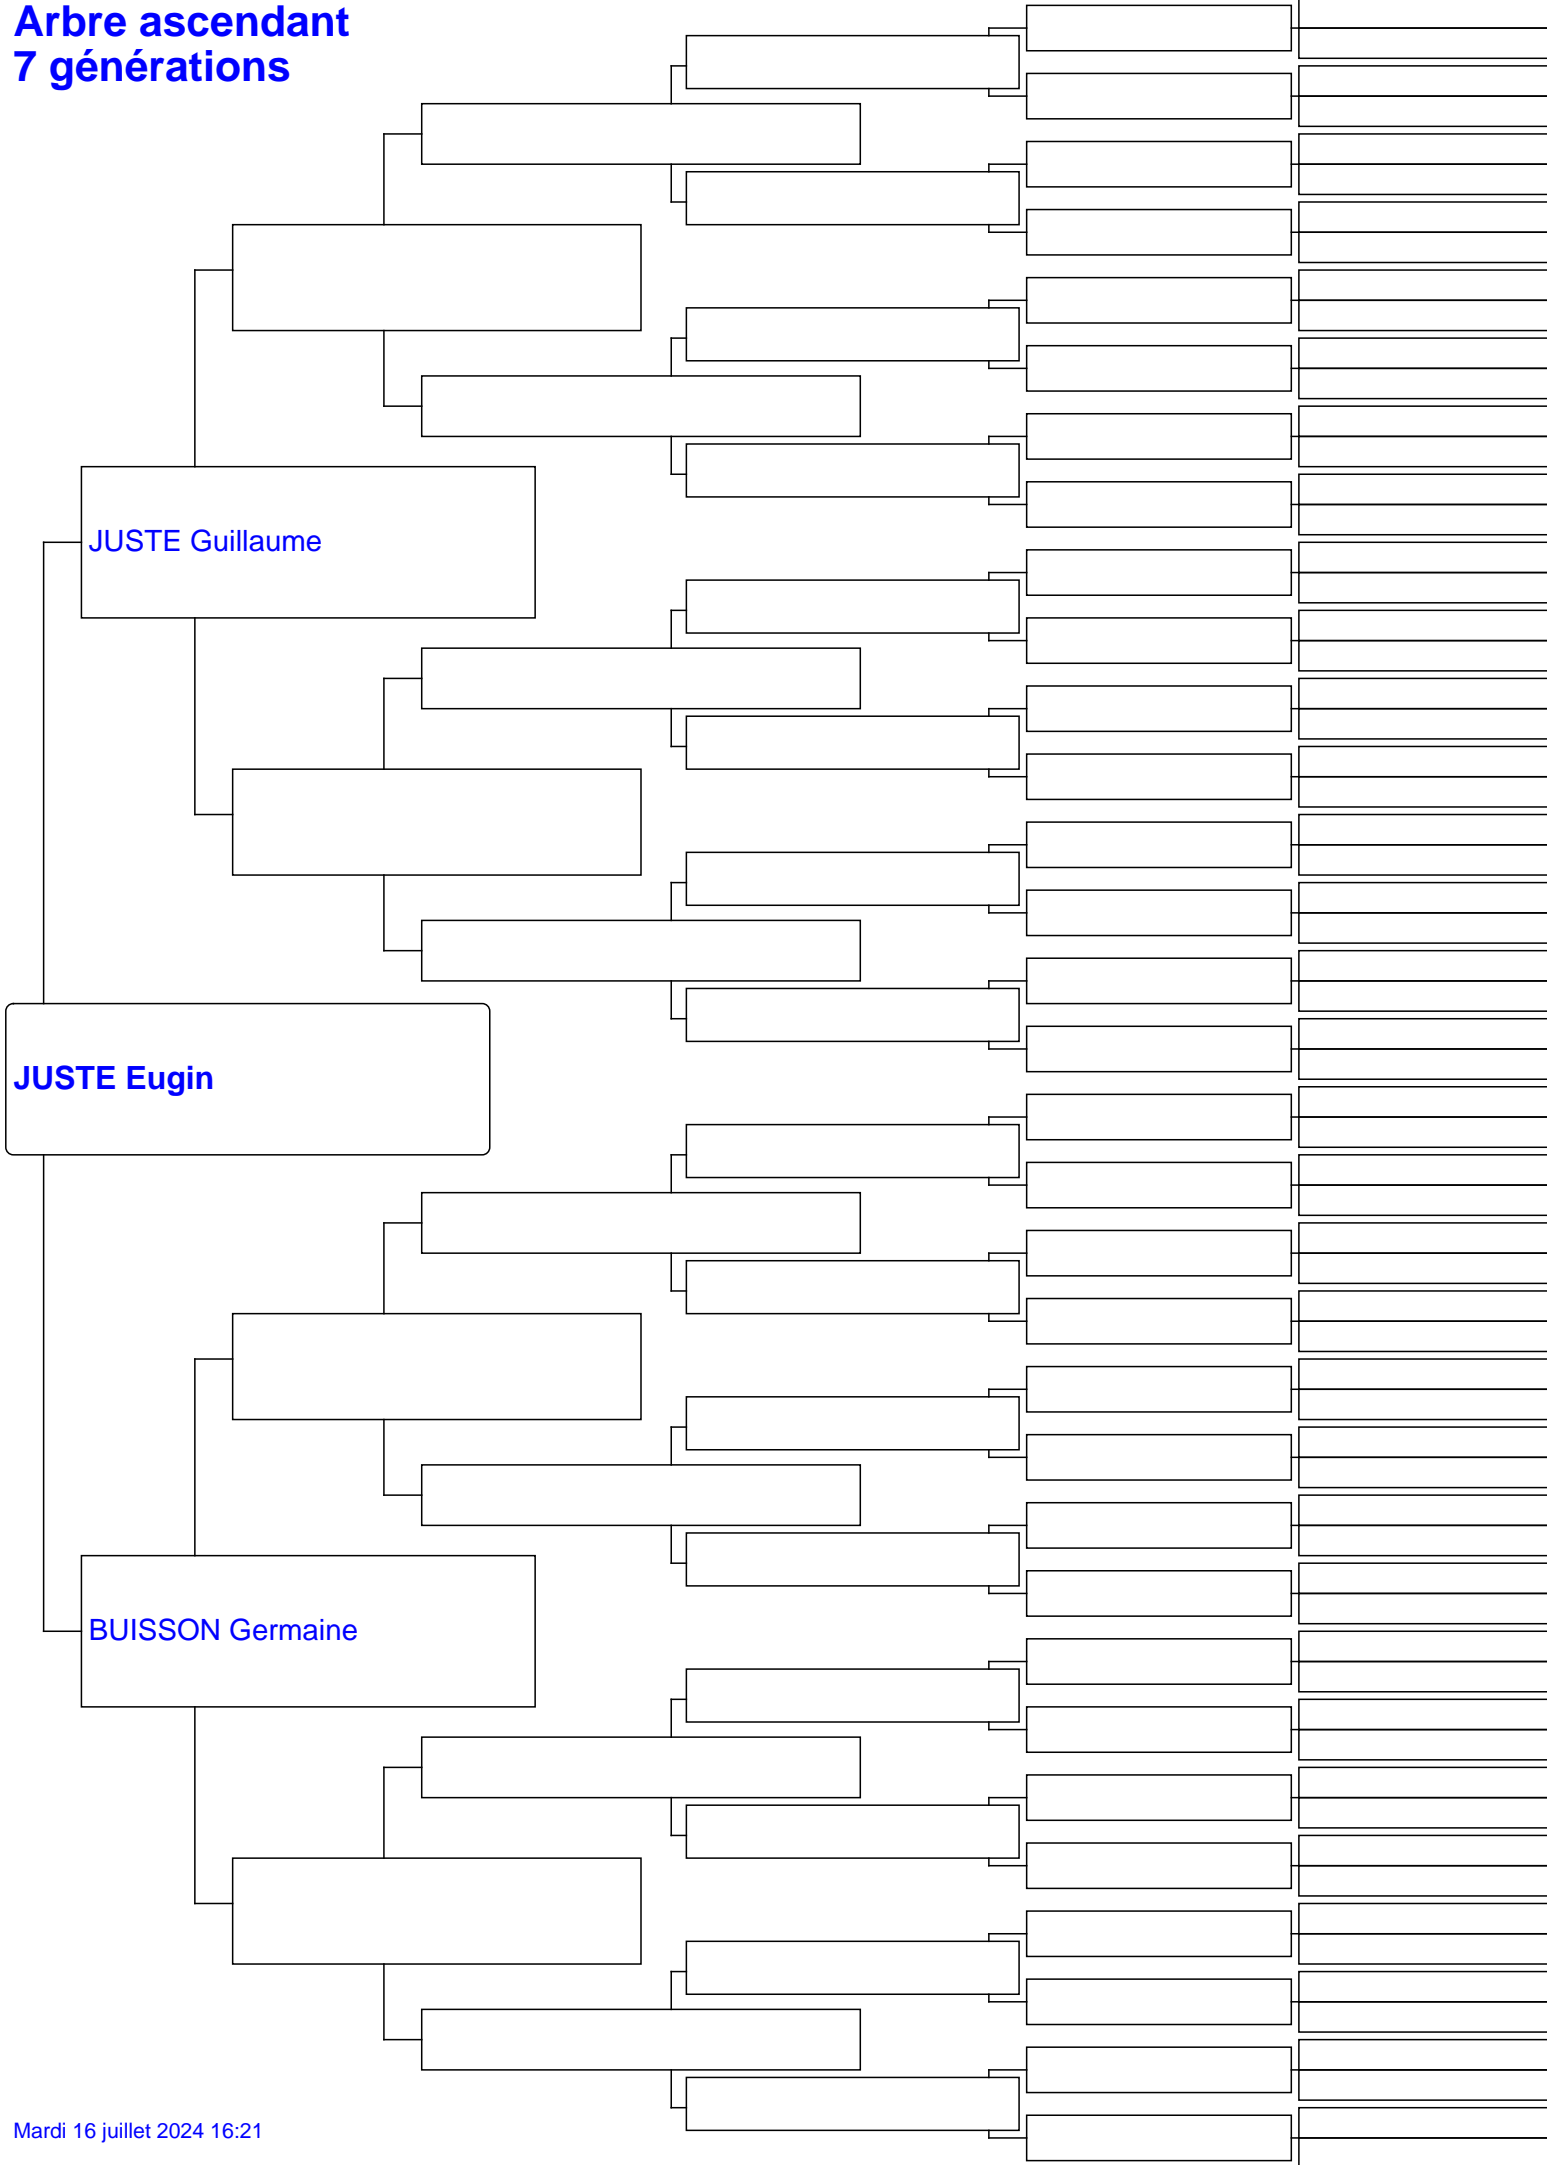 Arbre ascendant
7 générations
JUSTE Guillaume
JUSTE Eugin
BUISSON Germaine
Mardi 16 juillet 2024 16:21